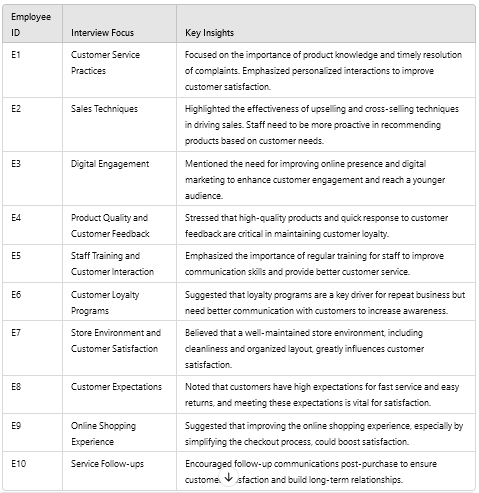 Employee
ID
Interview Focus
Key Insights
E1
Customer Service
Practices
Focused on the importance of product knowledge and timely resolution
of complaints. Emphasized personalized interactions to improve
customer satisfaction.
E2
Sales Techniques
Highlighted the effectiveness of upselling and cross-selling techniques
in driving sales. Staff need to be more proactive in recommending
products based on customer needs.
E3
Digital Engagement
Mentioned the need for improving online presence and digital
marketing to enhance customer engagement and reach a younger
audience.
E4
Product Quality and
Customer Feedback
Stressed that high-quality products and quick response to customer
feedback are critical in maintaining customer loyalty.
E5
Staff Training and
Customer Interaction
Emphasized the importance of regular training for staff to improve
communication skills and provide better customer service.
E6
Customer Loyalty
Programs
Suggested that loyalty programs are a key driver for repeat business but
need better communication with customers to increase awareness.
E7
Store Environment and
Customer Satisfaction
Believed that a well-maintained store environment, including
cleanliness and organized layout, greatly influences customer
satisfaction.
E8
Customer Expectations
Noted that customers have high expectations for fast service and easy
returns, and meeting these expectations is vital for satisfaction.
E9
Online Shopping
Experience
Suggested that improving the online shopping experience, especially by
simplifying the checkout process, could boost satisfaction.
E10
Service Follow-ups
Encouraged follow-up communications post-purchase to ensure
and build long-term relationships.